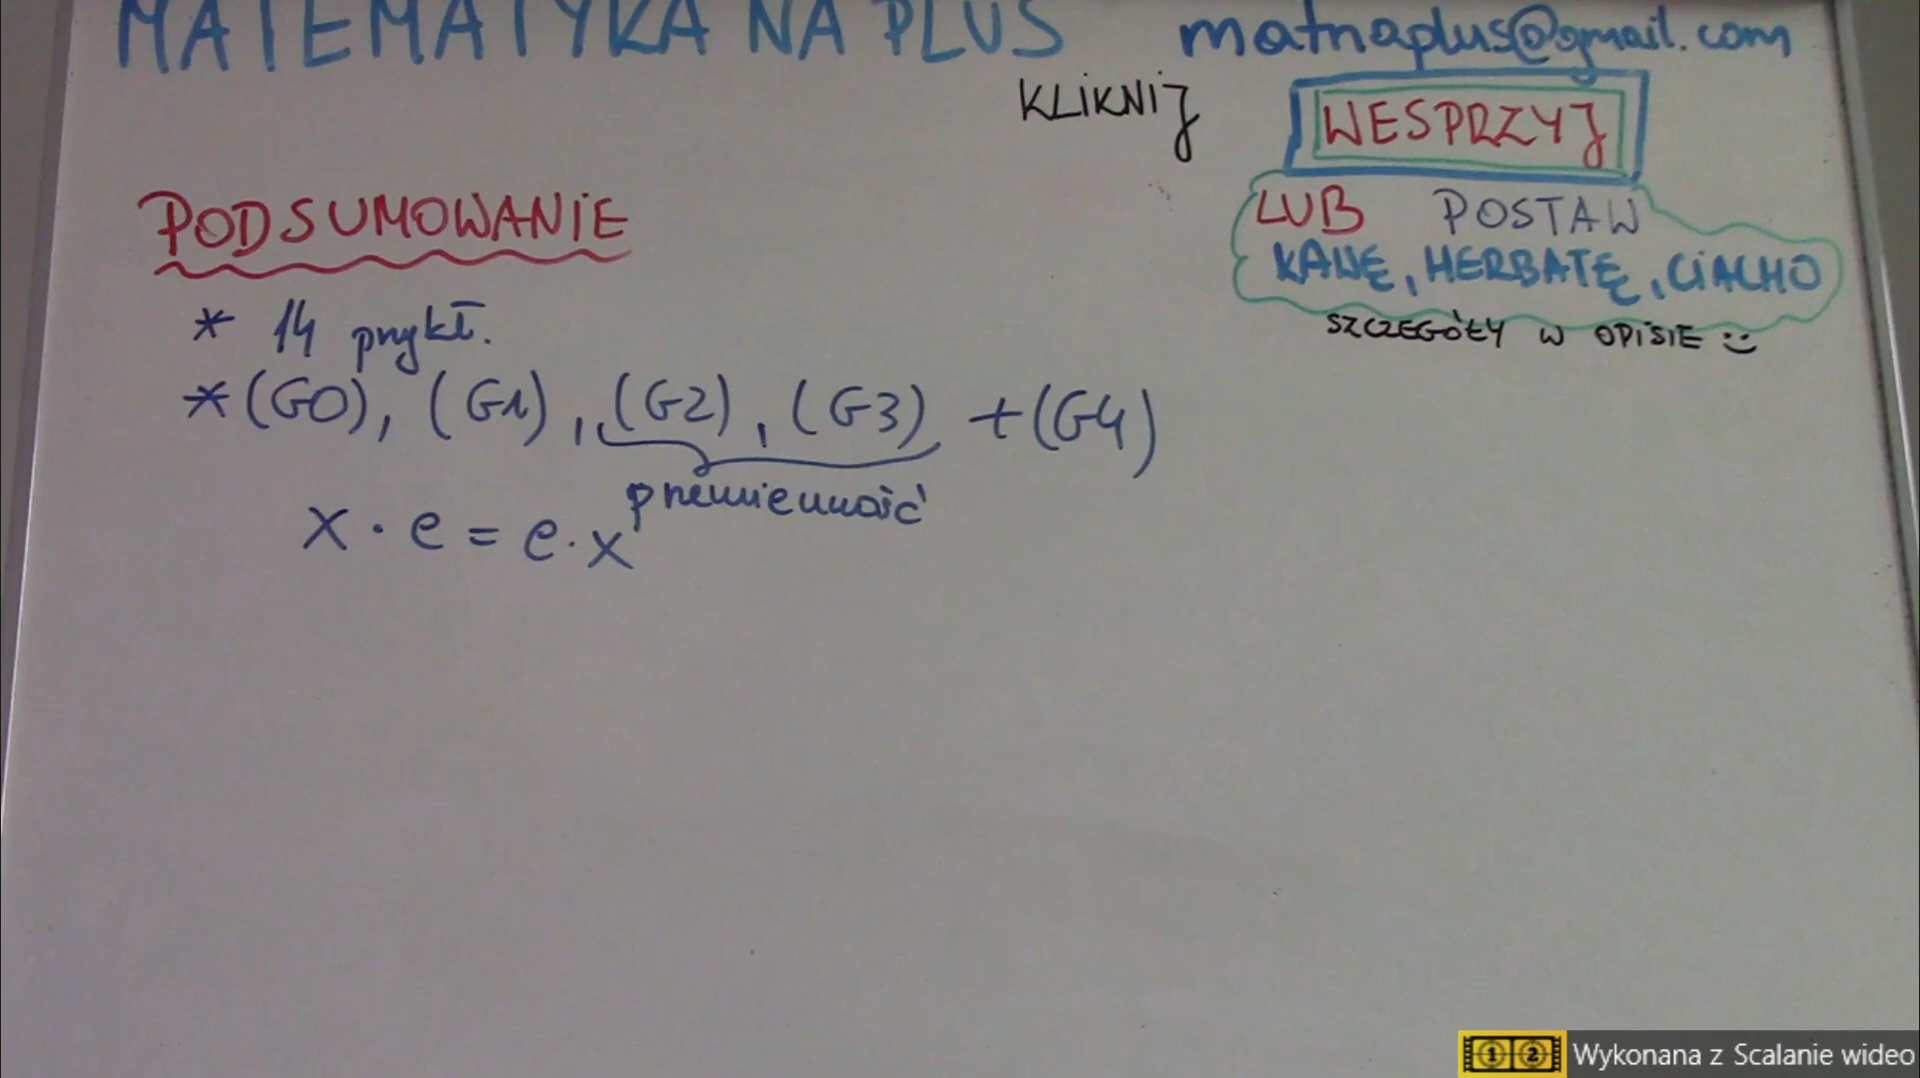 MATEMATYKA NA PLUS matnaplus@gmail.com
KLIKNIJ
WESPRZYJ
LUB POSTAW
KAWĘ, HERBATĘ, CIACHO
SZCZEGÓŁY W OPISIE :)
PODSUMOWANIE
* 14 przykł.
* (G0), (G1), (G2), (G3) + (G4)
przemienność
x · e = e · x
Wykonana z Scalanie wideo